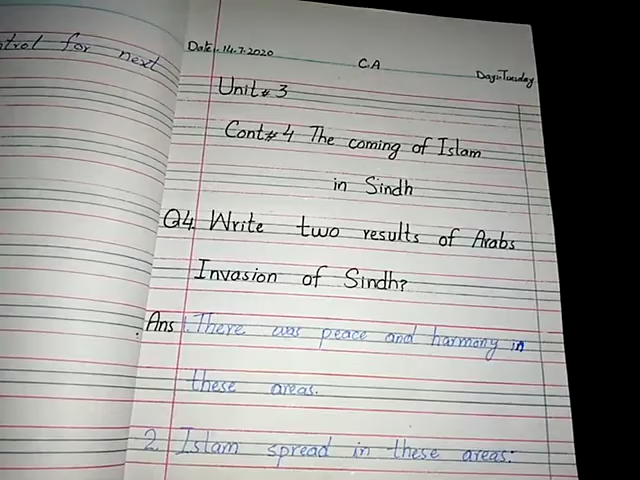 trol for next
Date:14.7.2020 C.A Day:Tuesday
Unit# 3
Cont# 4 The coming of Islam
in Sindh
Q4. Write two results of Arabs
Invasion of Sindh?
Ans 1. There was peace and harmony in
these areas.
2. Islam spread in these areas.